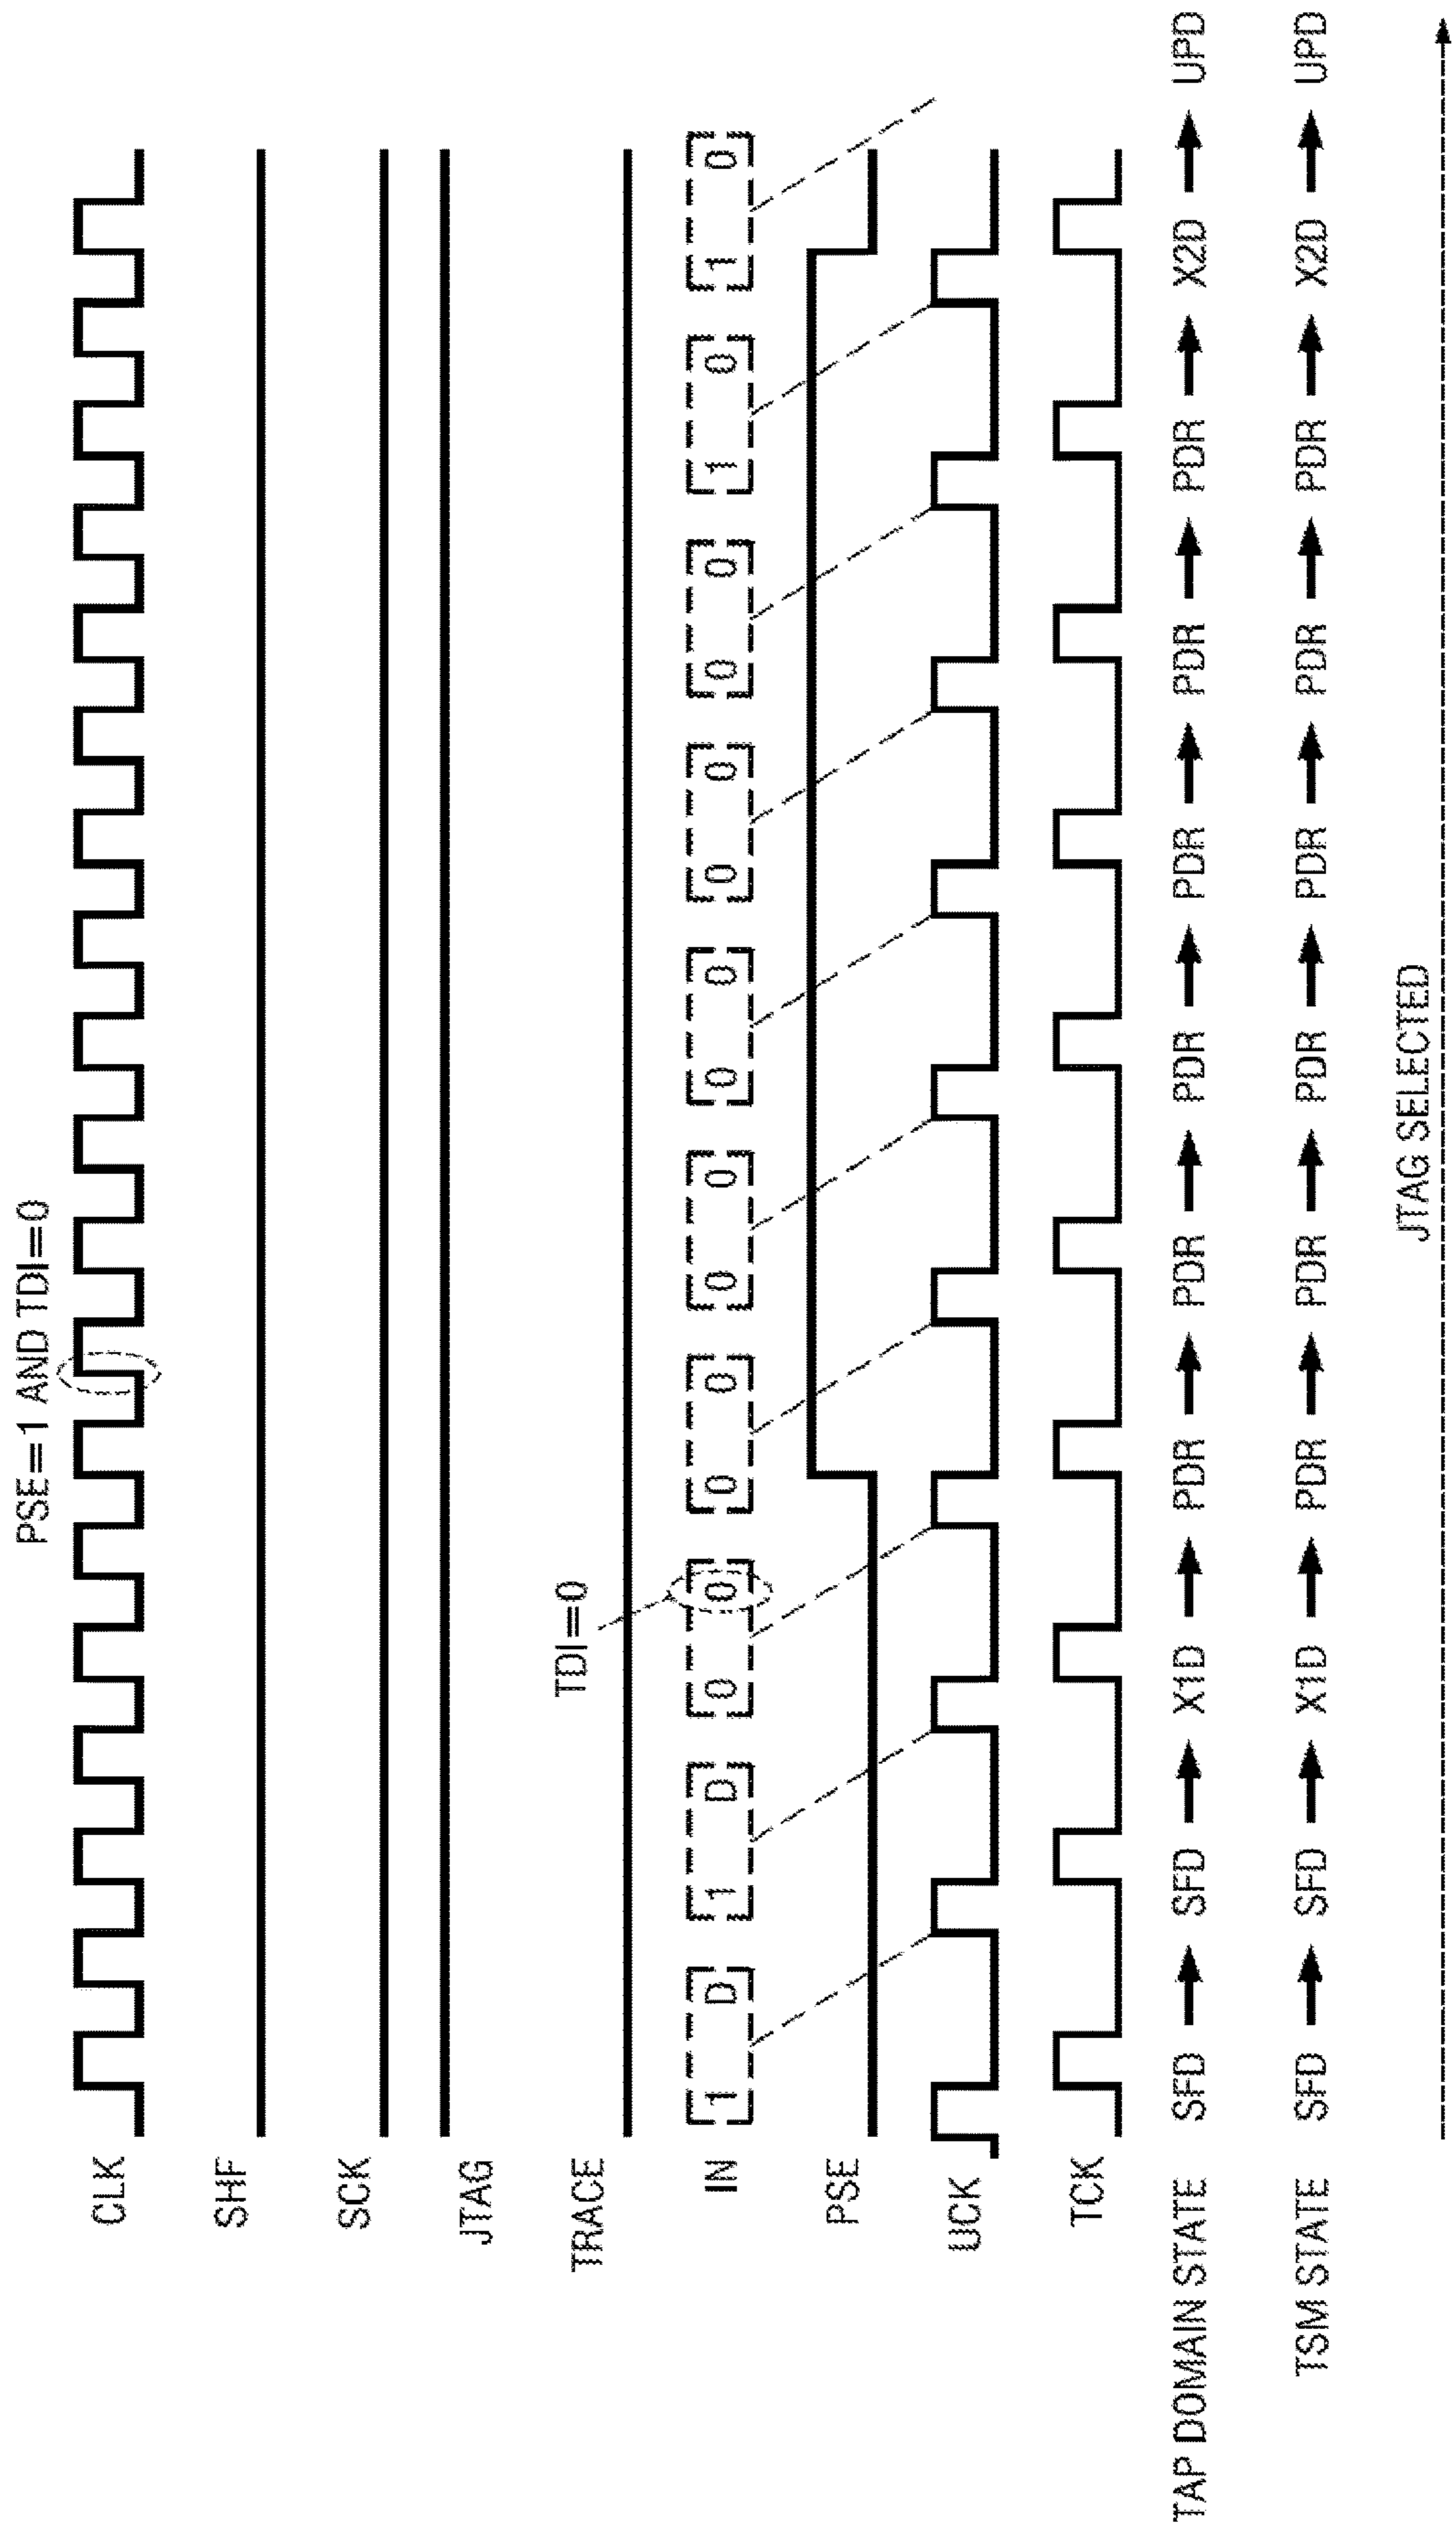 PSE=1 AND TDI=0
CLK
SHF
SCK
JTAG
TDI=0
TRACE
IN 1 D 1 D 0 0 0 0 0 0 0 0 0 0 0 0 1 0 1 0
PSE
UCK
TCK
TAP DOMAIN STATE SFD SFD X1D PDR PDR PDR PDR PDR PDR X2D UPD
TSM STATE SFD SFD X1D PDR PDR PDR PDR PDR PDR X2D UPD
JTAG SELECTED